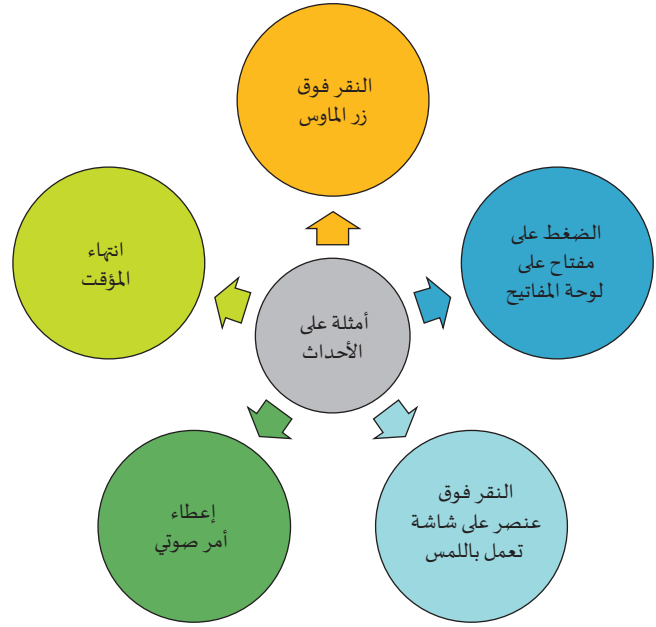 النقر فوق
زر الماوس
الضغط على
مفتاح على
لوحة المفاتيح
انتهاء
المؤقت
أمثلة على
الأحداث
النقر فوق
عنصر على شاشة
تعمل باللمس
إعطاء
أمر صوتي